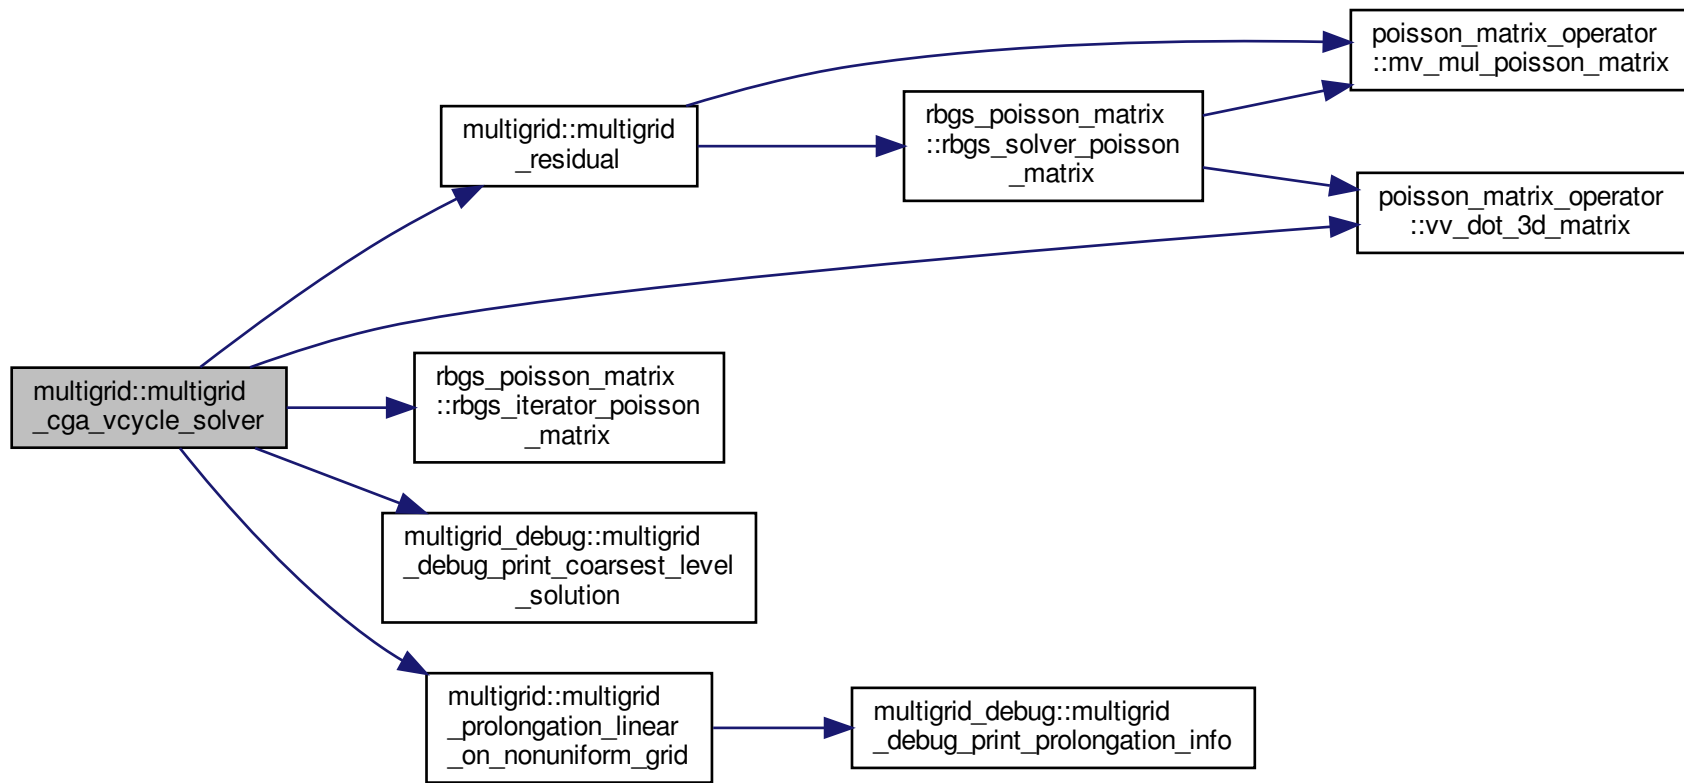 poisson_matrix_operator
::mv_mul_poisson_matrix
multigrid::multigrid
_residual
rbgs_poisson_matrix
::rbgs_solver_poisson
_matrix
poisson_matrix_operator
::vv_dot_3d_matrix
multigrid::multigrid
_cga_vcycle_solver
rbgs_poisson_matrix
::rbgs_iterator_poisson
_matrix
multigrid_debug::multigrid
_debug_print_coarsest_level
_solution
multigrid::multigrid
_prolongation_linear
_on_nonuniform_grid
multigrid_debug::multigrid
_debug_print_prolongation_info